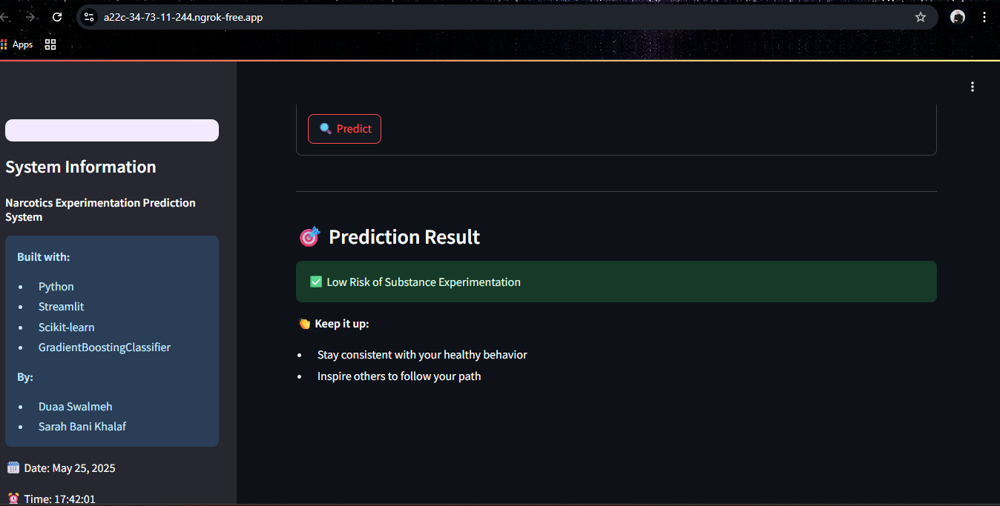 a22c-34-73-11-244.ngrok-free.app
Apps
System Information
Narcotics Experimentation Prediction
System
Built with:
Python
Streamlit
Scikit-learn
GradientBoostingClassifier
By:
Duaa Swalmeh
Sarah Bani Khalaf
Date: May 25, 2025
Time: 17:42:01
Predict
Prediction Result
Low Risk of Substance Experimentation
Keep it up:
Stay consistent with your healthy behavior
Inspire others to follow your path